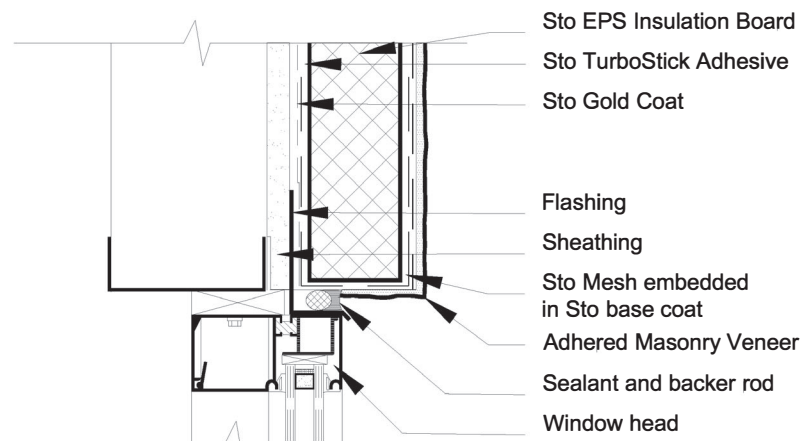 Sto EPS Insulation Board
Sto TurboStick Adhesive
Sto Gold Coat
Flashing
Sheathing
Sto Mesh embedded
in Sto base coat
Adhered Masonry Veneer
Sealant and backer rod
Window head